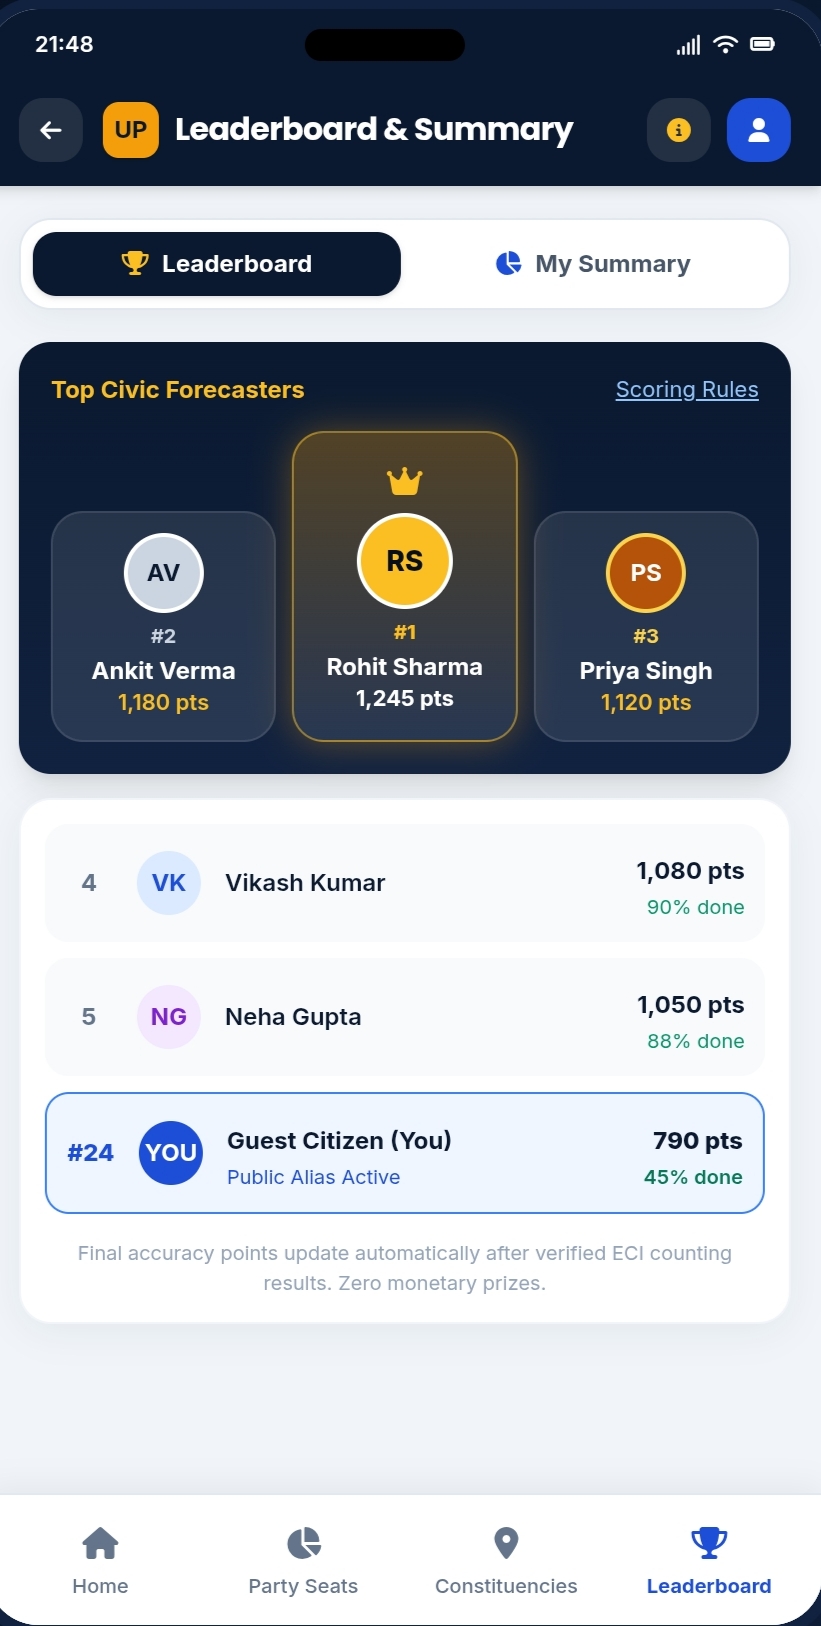 21:48
UP
Leaderboard & Summary
Leaderboard
My Summary
Top Civic Forecasters
Scoring Rules
AV
#2
Ankit Verma
1,180 pts
RS
#1
Rohit Sharma
1,245 pts
PS
#3
Priya Singh
1,120 pts
4
VK
Vikash Kumar
1,080 pts
90% done
5
NG
Neha Gupta
1,050 pts
88% done
#24
YOU
Guest Citizen (You)
Public Alias Active
790 pts
45% done
Final accuracy points update automatically after verified ECI counting
results. Zero monetary prizes.
Home
Party Seats
Constituencies
Leaderboard